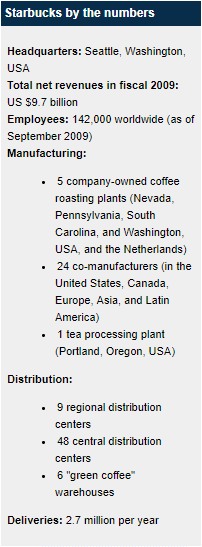 Starbucks by the numbers
Headquarters: Seattle, Washington,
USA
Total net revenues in fiscal 2009:
US $9.7 billion
Employees: 142,000 worldwide (as of
September 2009)
Manufacturing:
• 5 company-owned coffee
roasting plants (Nevada,
Pennsylvania, South
Carolina, and Washington,
USA, and the Netherlands)
• 24 co-manufacturers (in the
United States, Canada,
Europe, Asia, and Latin
America)
• 1 tea processing plant
(Portland, Oregon, USA)
Distribution:
• 9 regional distribution
centers
• 48 central distribution
centers
• 6 "green coffee"
warehouses
Deliveries: 2.7 million per year